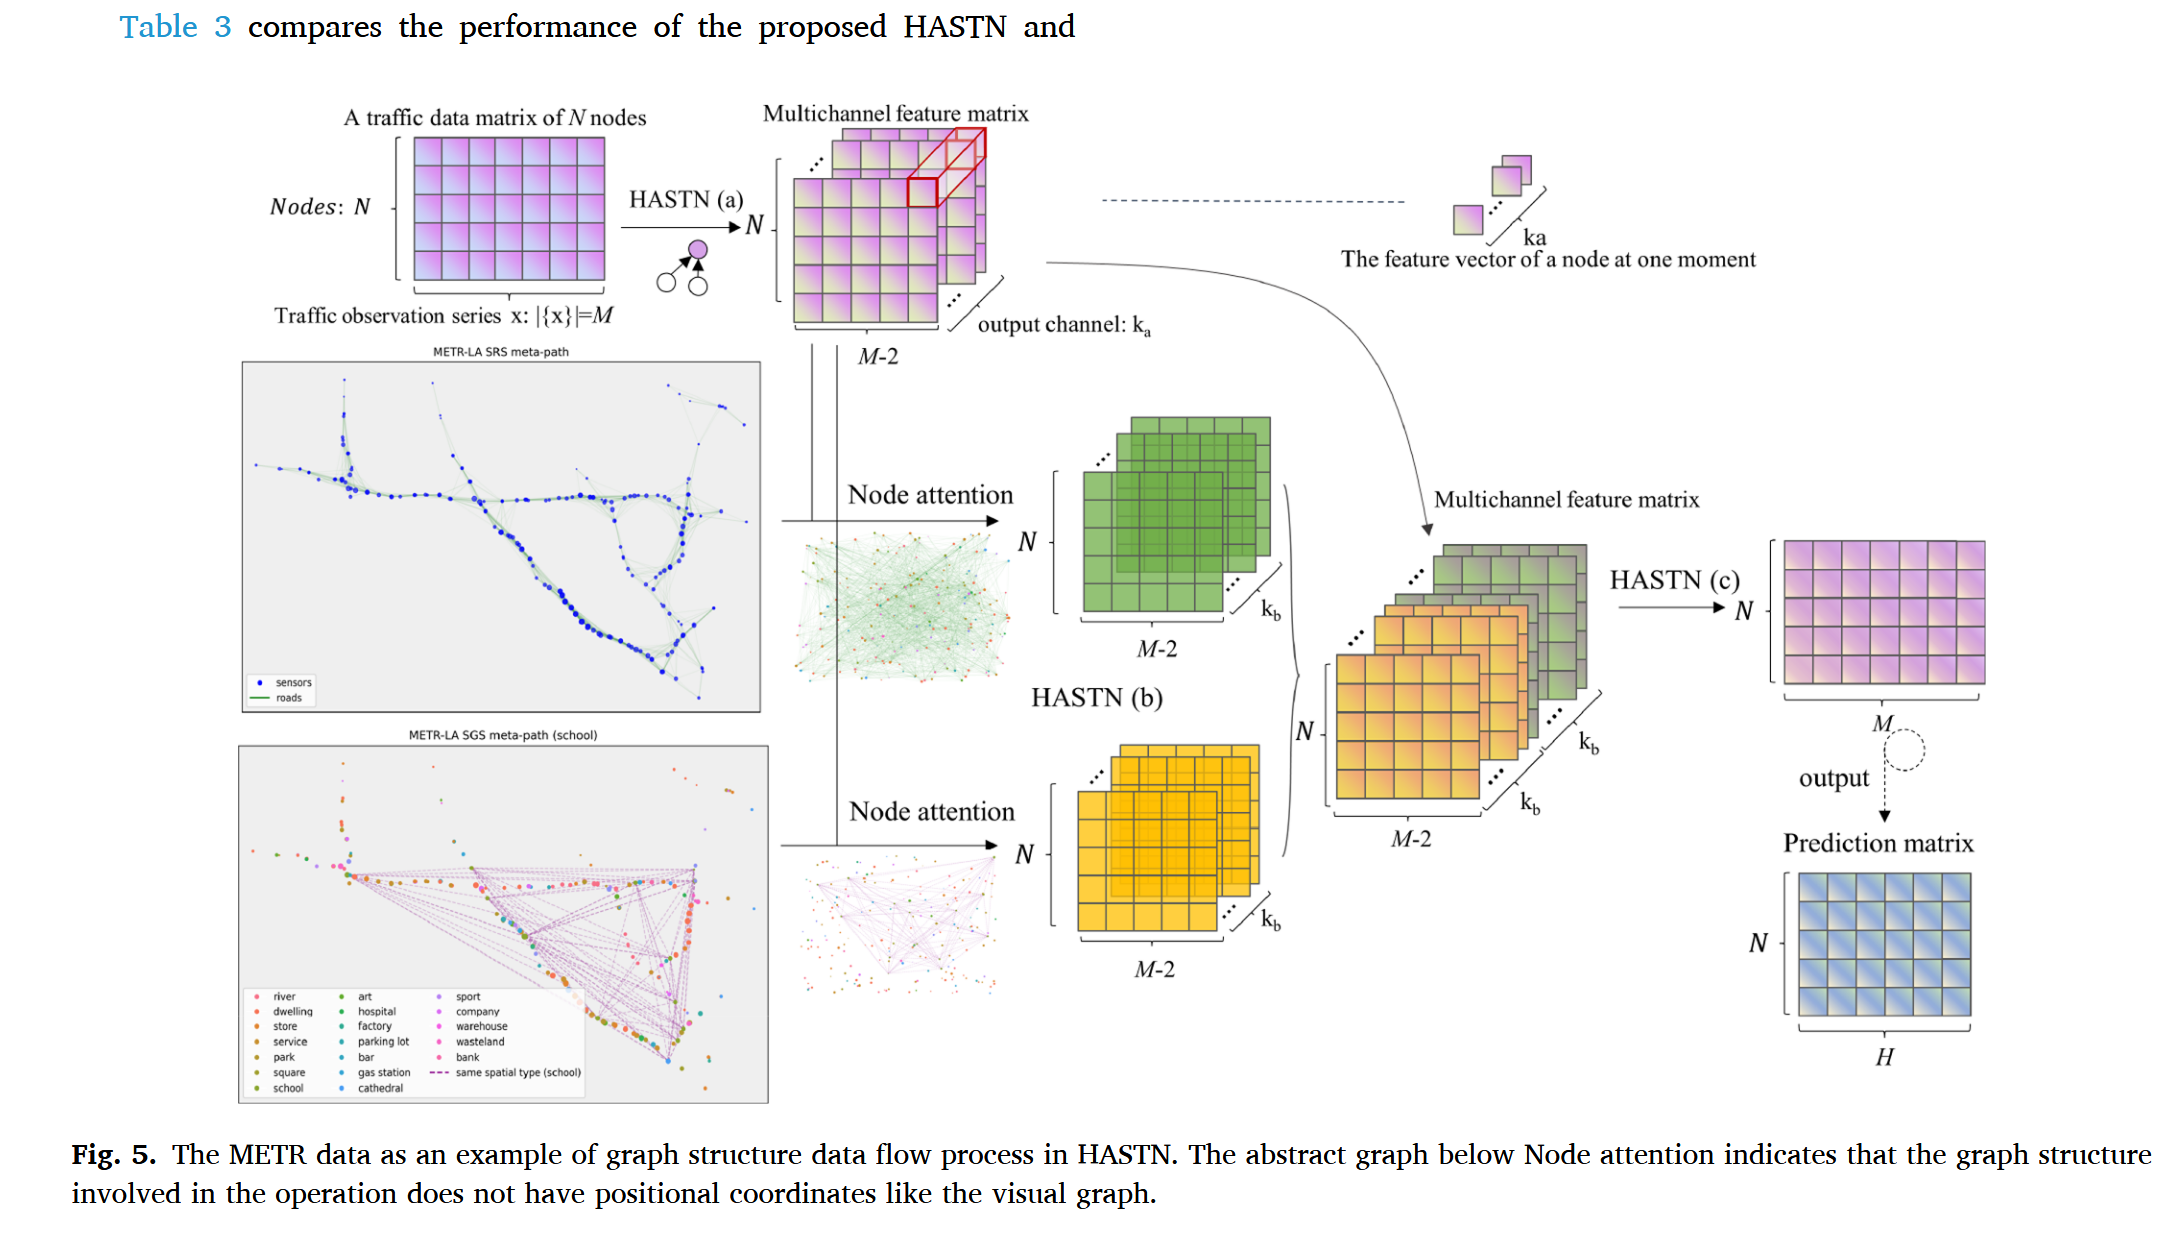 Table 3 compares the performance of the proposed HASTN and
A traffic data matrix of N nodes
Nodes: N
Traffic observation series x: |{x}|=M
HASTN (a)
Multichannel feature matrix
N
M-2
output channel: ka
ka
The feature vector of a node at one moment
METR-LA SRS meta-path
sensors
roads
METR-LA SGS meta-path (school)
river
dwelling
store
service
park
square
school
art
hospital
factory
parking lot
bar
gas station
cathedral
sport
company
warehouse
wasteland
bank
same spatial type (school)
Node attention
N
kb
M-2
HASTN (b)
Node attention
N
kb
M-2
Multichannel feature matrix
N
kb
kb
M-2
HASTN (c)
N
M
output
Prediction matrix
N
H
Fig. 5. The METR data as an example of graph structure data flow process in HASTN. The abstract graph below Node attention indicates that the graph structure
involved in the operation does not have positional coordinates like the visual graph.